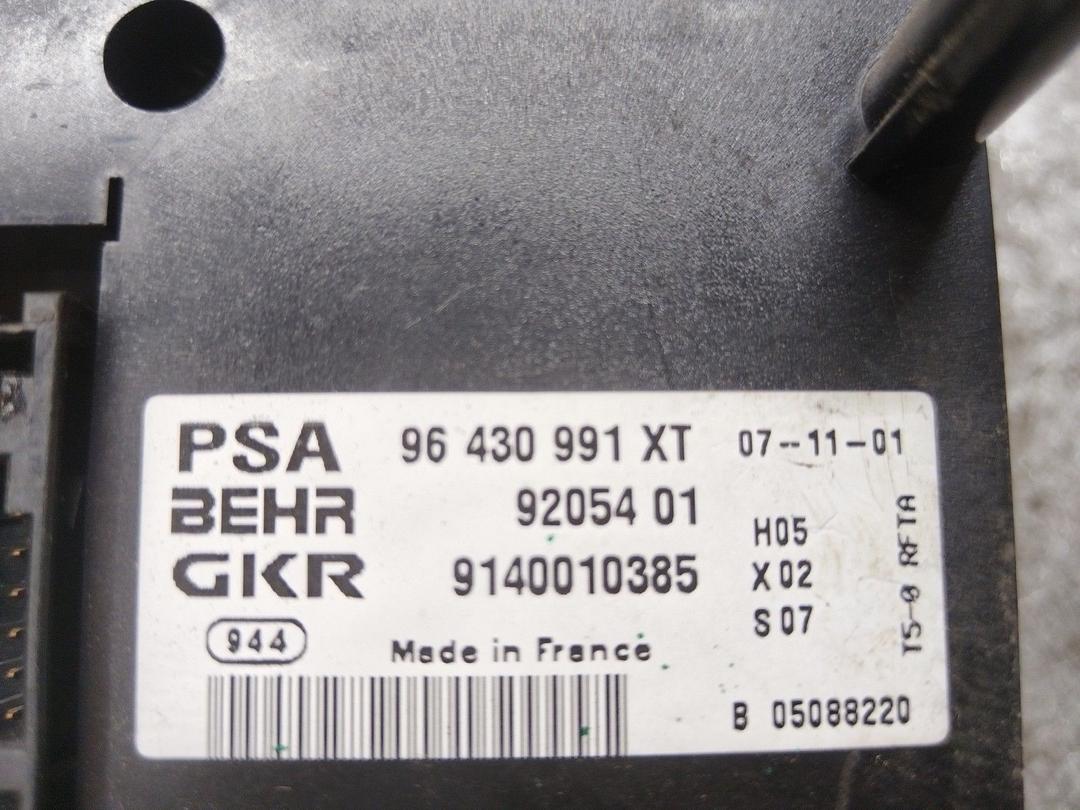 PSA 96 430 991 XT 07--11-01
BEHR 92054 01
H05
GKR 9140010385
X02
S 07
944
Made in France
B 05088220
T5-0 RFTA